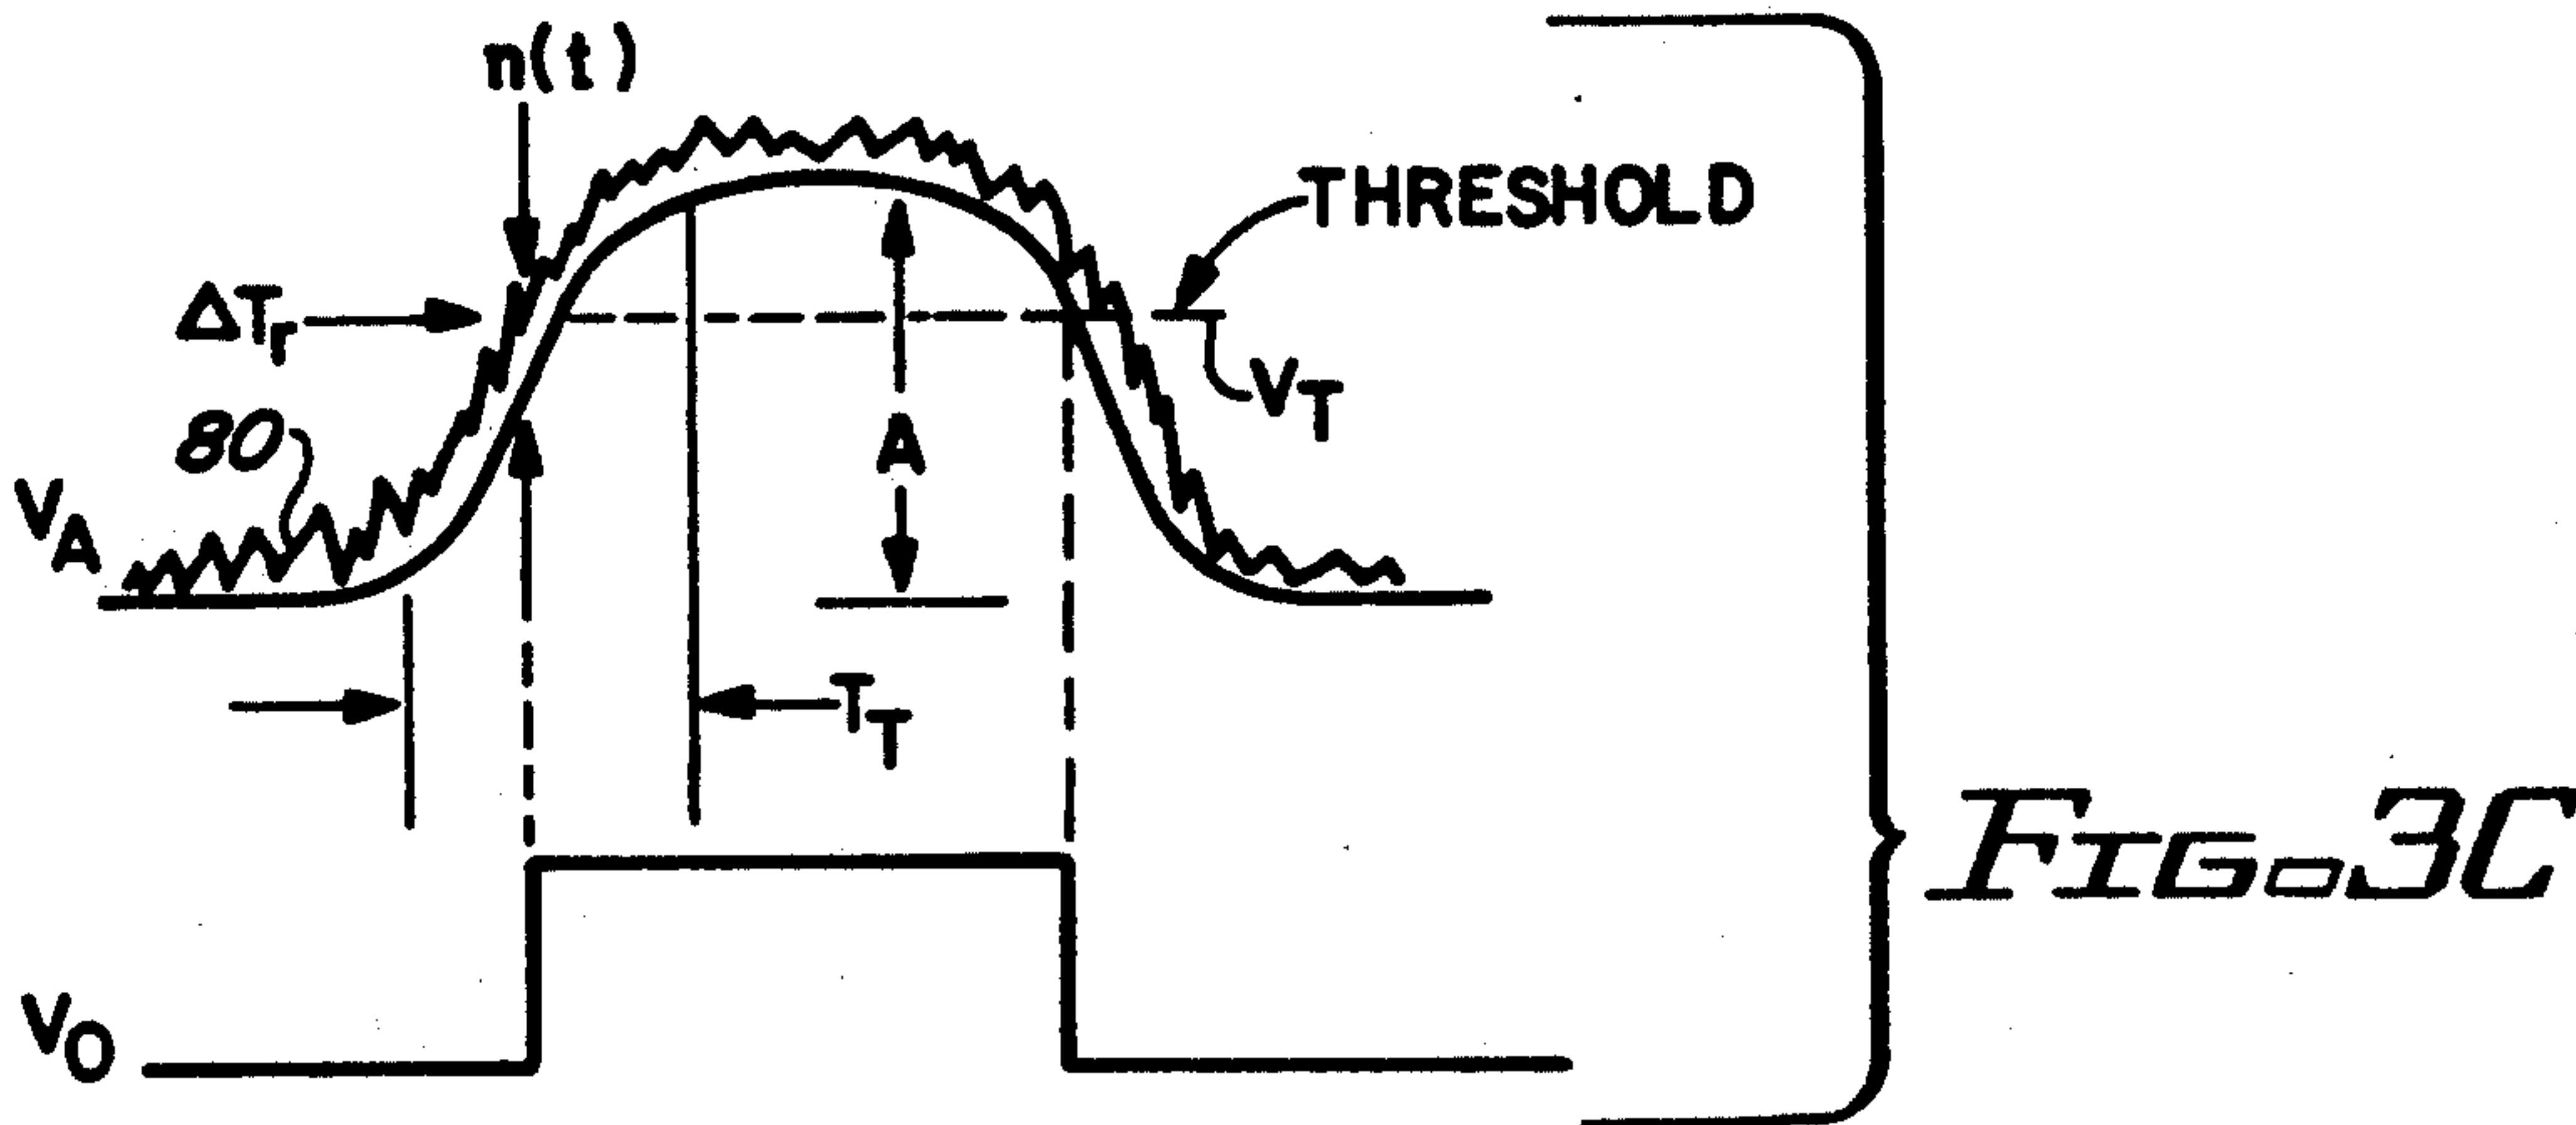 n(t)
THRESHOLD
ΔTr
VT
80
A
VA
TT
FIG. 3C
VO